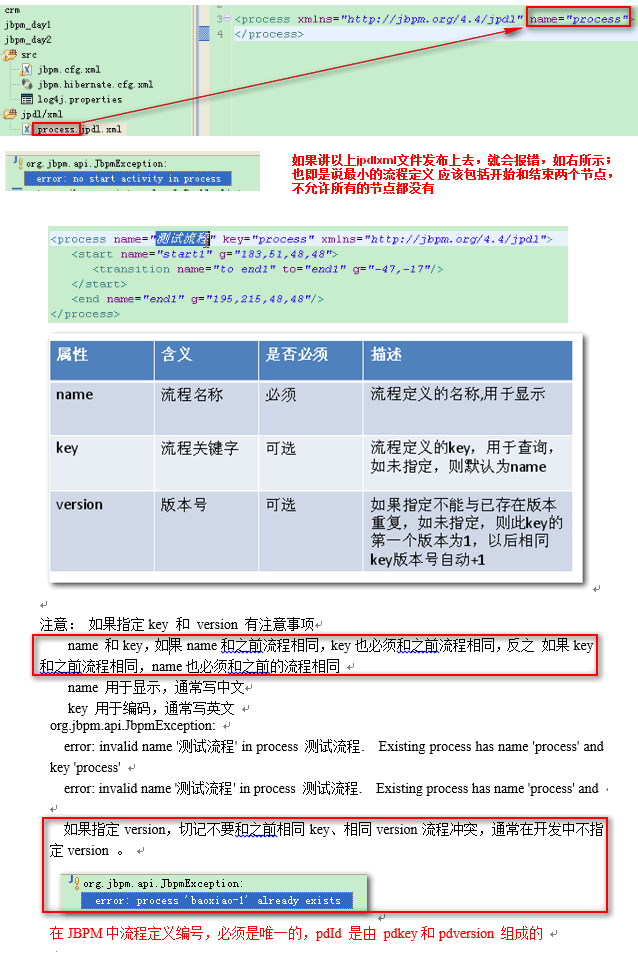 crm
jbpm_day1
jbpm_day2
src
jbpm.cfg.xml
jbpm.hibernate.cfg.xml
log4j.properties
jpdl/xml
process.jpdl.xml
3 <process xmlns="http://jbpm.org/4.4/jpdl" name="process">
4 </process>
org.jbpm.api.JbpmException:
error: no start activity in process
如果讲以上jpdlxml文件发布上去，就会报错，如右所示；
也即是说最小的流程定义 应该包括开始和结束两个节点，
不允许所有的节点都没有
<process name="测试流程" key="process" xmlns="http://jbpm.org/4.4/jpdl">
<start name="start1" g="183,51,48,48">
<transition name="to end1" to="end1" g="-47,-17"/>
</start>
<end name="end1" g="195,215,48,48"/>
</process>
属性 含义 是否必须 描述
name 流程名称 必须 流程定义的名称,用于显示
key 流程关键字 可选 流程定义的key，用于查询，
如未指定，则默认为name
version 版本号 可选 如果指定不能与已存在版本
重复，如未指定，则此key的
第一个版本为1，以后相同
key版本号自动+1
注意： 如果指定 key 和 version 有注意事项
name 和 key，如果 name 和之前流程相同，key 也必须和之前流程相同，反之 如果 key
和之前流程相同，name 也必须和之前的流程相同
name 用于显示，通常写中文
key 用于编码，通常写英文
org.jbpm.api.JbpmException:
error: invalid name '测试流程' in process 测试流程. Existing process has name 'process' and
key 'process'
error: invalid name '测试流程' in process 测试流程. Existing process has name 'process' and
如果指定 version，切记不要和之前相同 key、相同 version 流程冲突，通常在开发中不指
定 version 。
org.jbpm.api.JbpmException:
error: process 'baoxiao-1' already exists
在 JBPM 中流程定义编号，必须是唯一的，pdId 是由 pdkey 和 pdversion 组成的